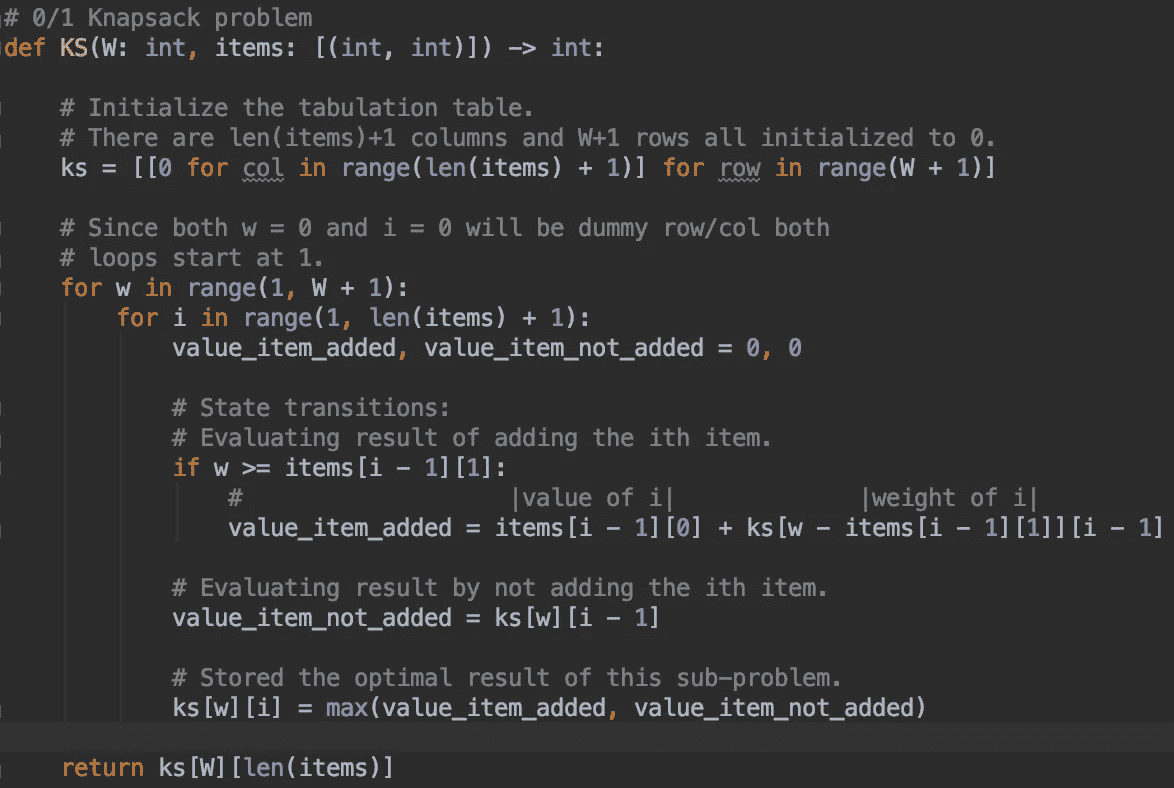 # 0/1 Knapsack problem
def KS(W: int, items: [(int, int)]) -> int:
# Initialize the tabulation table.
# There are len(items)+1 columns and W+1 rows all initialized to 0.
ks = [[0 for col in range(len(items) + 1)] for row in range(W + 1)]
# Since both w = 0 and i = 0 will be dummy row/col both
# loops start at 1.
for w in range(1, W + 1):
for i in range(1, len(items) + 1):
value_item_added, value_item_not_added = 0, 0
# State transitions:
# Evaluating result of adding the ith item.
if w >= items[i - 1][1]:
# |value of i| |weight of i|
value_item_added = items[i - 1][0] + ks[w - items[i - 1][1]][i - 1]
# Evaluating result by not adding the ith item.
value_item_not_added = ks[w][i - 1]
# Stored the optimal result of this sub-problem.
ks[w][i] = max(value_item_added, value_item_not_added)
return ks[W][len(items)]